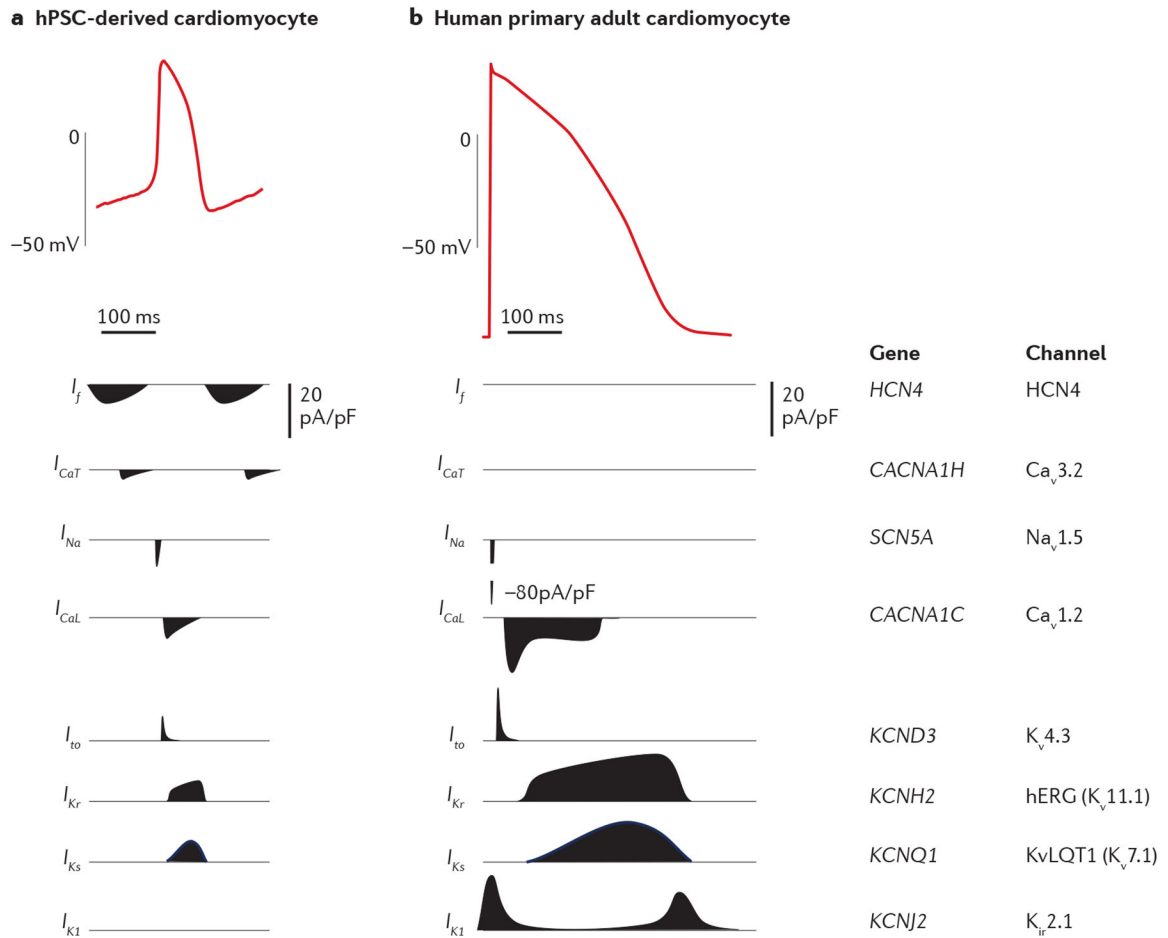 a hPSC-derived cardiomyocyte
b Human primary adult cardiomyocyte
0
−50 mV
100 ms
0
−50 mV
100 ms
Gene Channel
If 20 pA/pF If 20 pA/pF HCN4 HCN4
ICaT ICaT CACNA1H Cav3.2
INa INa SCN5A Nav1.5
−80pA/pF
ICaL ICaL CACNA1C Cav1.2
Ito Ito KCND3 Kv4.3
IKr IKr KCNH2 hERG (Kv11.1)
IKs IKs KCNQ1 KvLQT1 (Kv7.1)
IK1 IK1 KCNJ2 Kir2.1